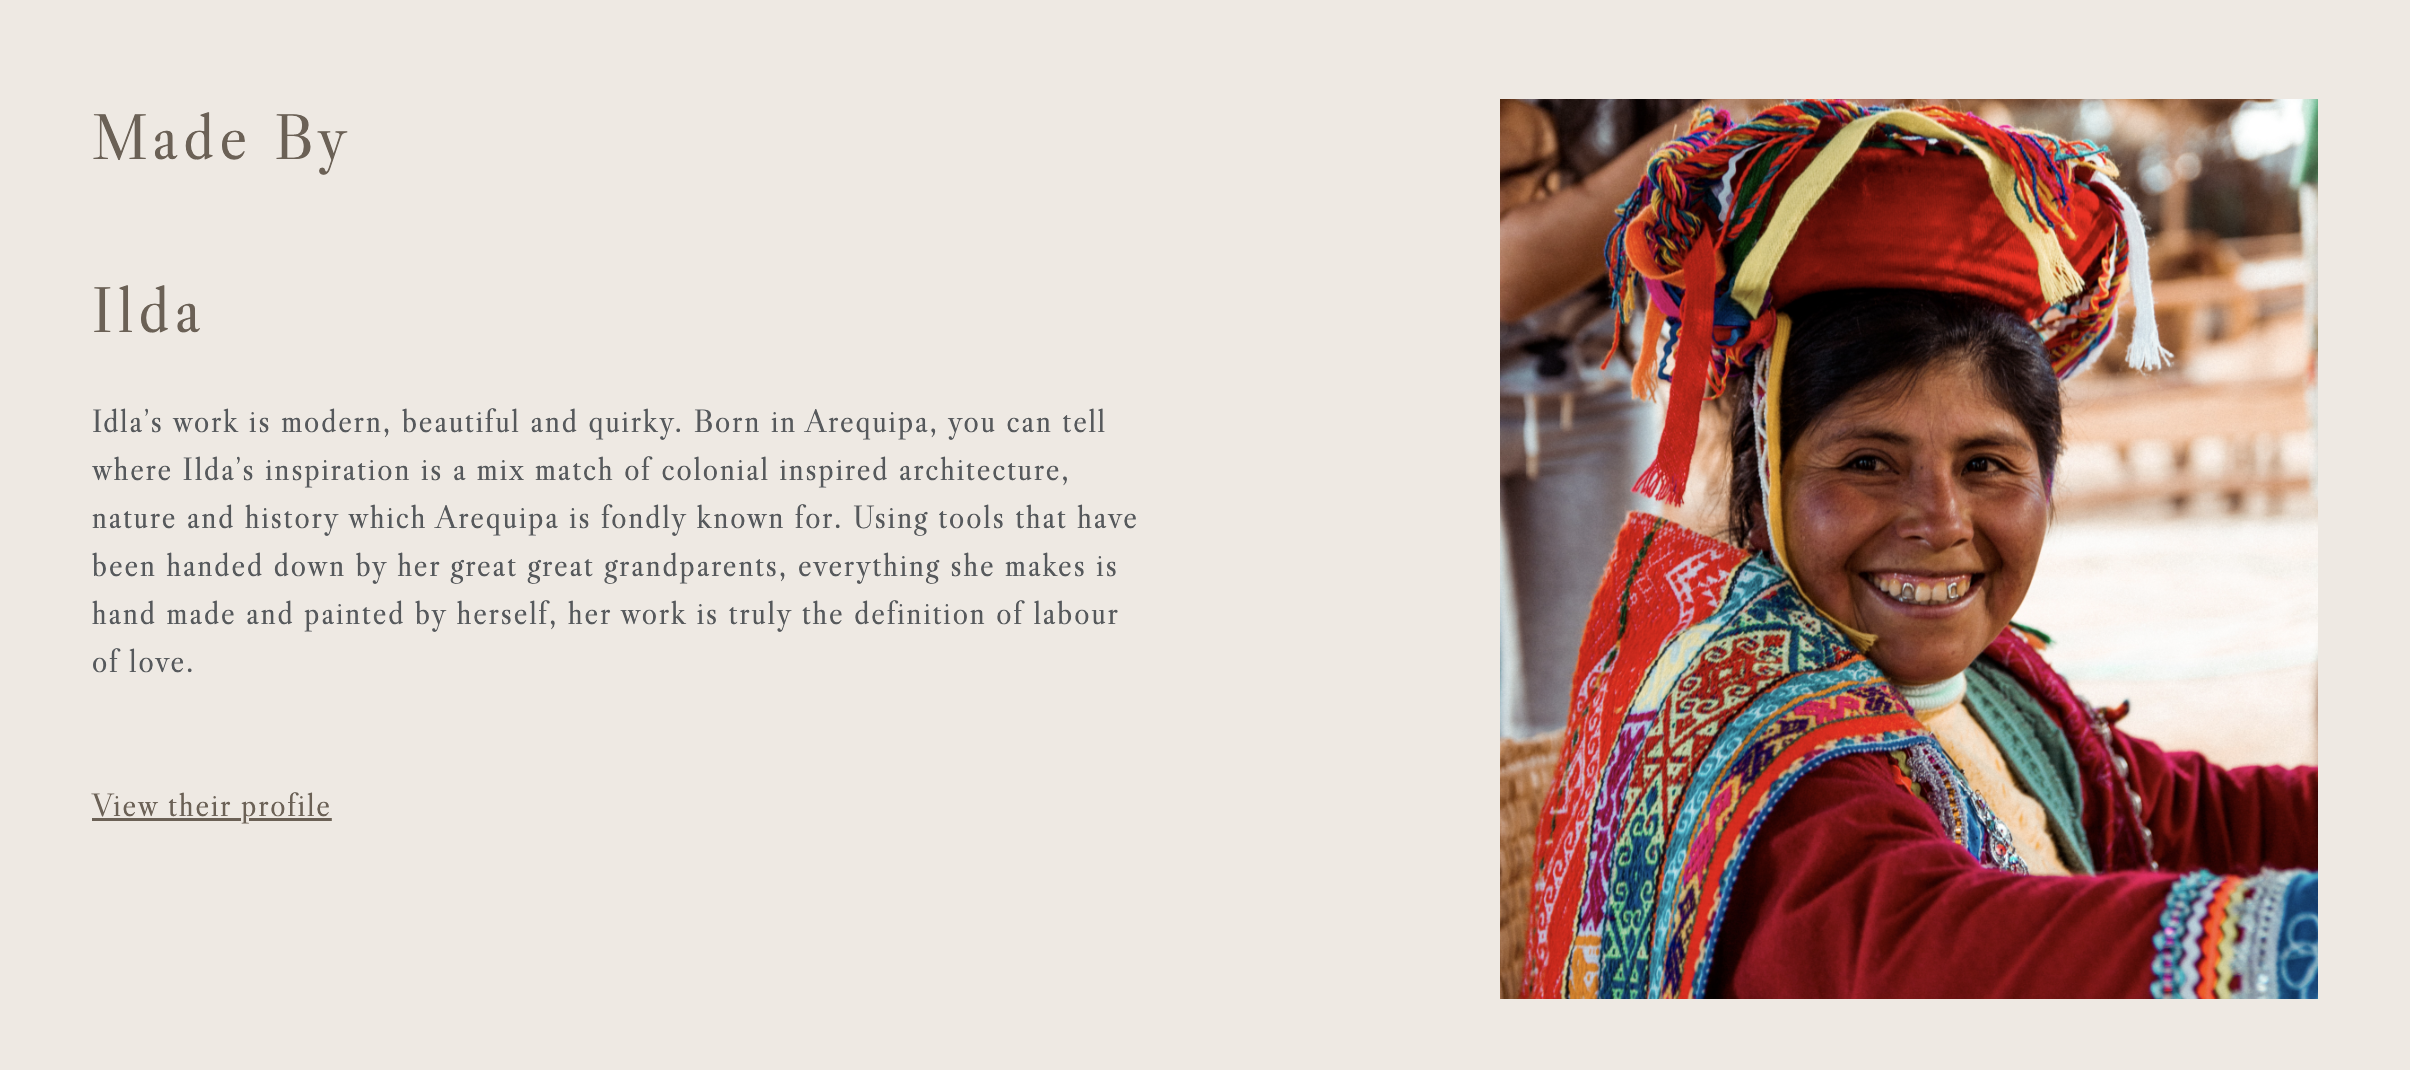 Made By
Ilda
Idla’s work is modern, beautiful and quirky. Born in Arequipa, you can tell
where Ilda’s inspiration is a mix match of colonial inspired architecture,
nature and history which Arequipa is fondly known for. Using tools that have
been handed down by her great great grandparents, everything she makes is
hand made and painted by herself, her work is truly the definition of labour
of love.
View their profile